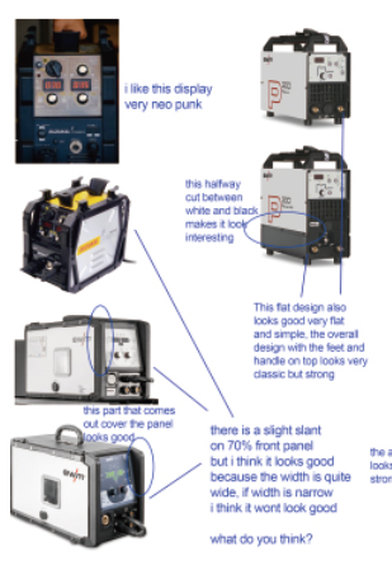 i like this display
very neo punk
this halfway
cut between
white and black
makes it look
interesting
This flat design also
looks good very flat
and simple, the overall
design with the feet and
handle on top looks very
classic but strong
this part that comes
out cover the panel
looks good
there is a slight slant
on 70% front panel
but i think it looks good
because the width is quite
wide, if width is narrow
i think it wont look good
what do you think?
the a
looks
stron
ewm